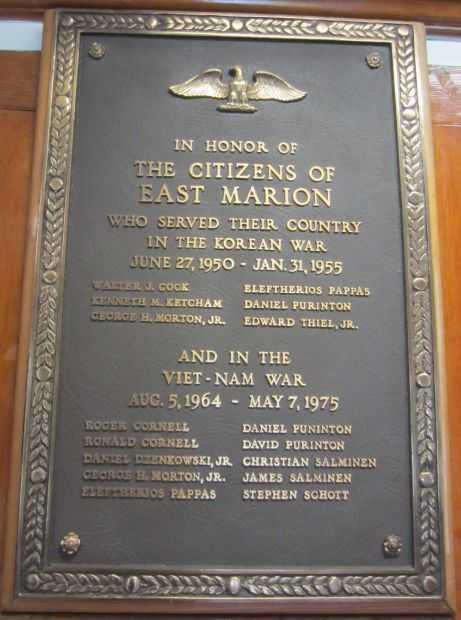 IN HONOR OF
THE CITIZENS OF
EAST MARION
WHO SERVED THEIR COUNTRY
IN THE KOREAN WAR
JUNE 27, 1950 - JAN. 31, 1955
WALTER J. COOK ELEFTHERIOS PAPPAS
KENNETH M. KETCHAM DANIEL PURINTON
GEORGE H. MORTON, JR. EDWARD THIEL, JR.
AND IN THE
VIET-NAM WAR
AUG. 5, 1964 - MAY 7, 1975
ROGER CORNELL DANIEL PUNINTON
RONALD CORNELL DAVID PURINTON
DANIEL DZENKOWSKI, JR. CHRISTIAN SALMINEN
GEORGE H. MORTON, JR. JAMES SALMINEN
ELEFTHERIOS PAPPAS STEPHEN SCHOTT